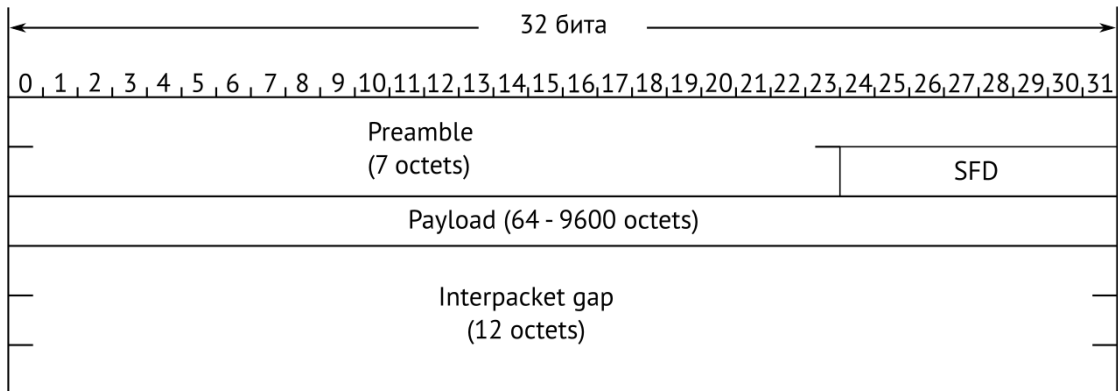 32 бита
0 1 2 3 4 5 6 7 8 9 10 11 12 13 14 15 16 17 18 19 20 21 22 23 24 25 26 27 28 29 30 31
Preamble
(7 octets)
SFD
Payload (64 - 9600 octets)
Interpacket gap
(12 octets)